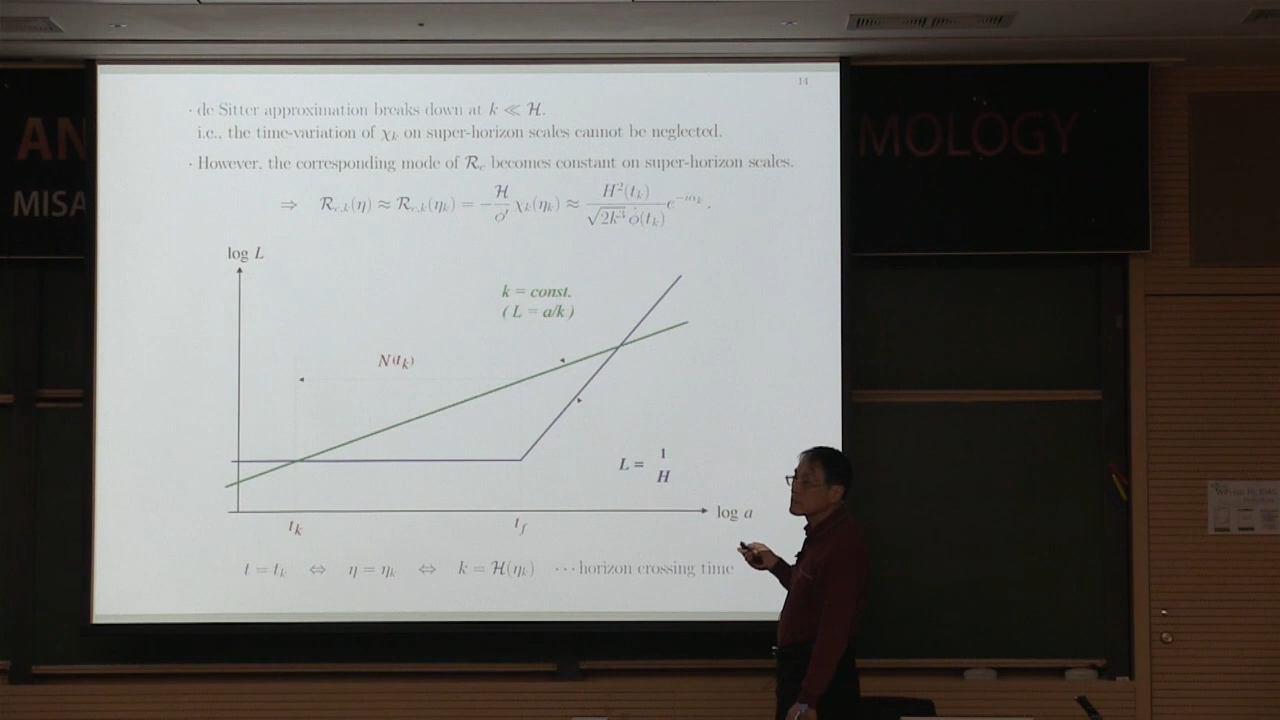 14
· de Sitter approximation breaks down at k ≪ ℋ.
i.e., the time-variation of χ_k on super-horizon scales cannot be neglected.
· However, the corresponding mode of ℛ_c becomes constant on super-horizon scales.
⇒ ℛ_{c,k}(η) ≈ ℛ_{c,k}(η_k) = −ℋ/φ′ χ_k(η_k) ≈ H²(t_k)/(√(2k³) φ̇(t_k)) e^{−iα_k}.
log L
k = const.
( L = a/k )
N(t_k)
L = 1/H
log a
t_k t_f
t = t_k ⇔ η = η_k ⇔ k = ℋ(η_k) ··· horizon crossing time
AN
MOLOGY
MISA